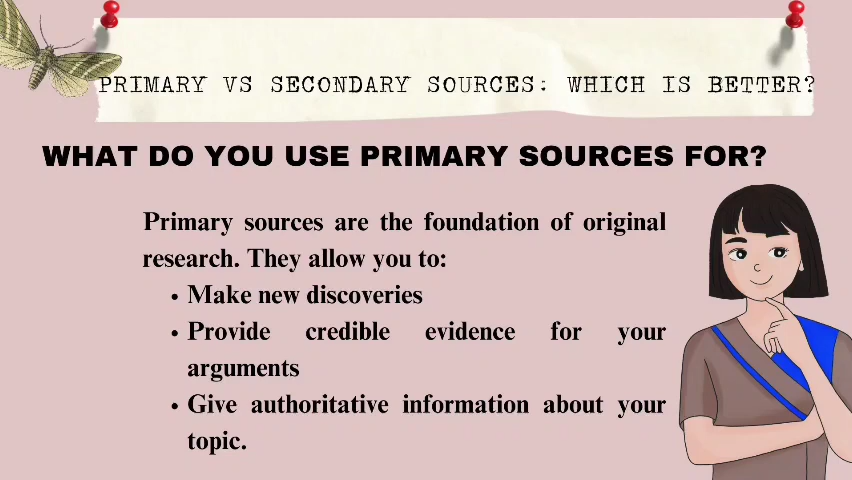 PRIMARY VS SECONDARY SOURCES: WHICH IS BETTER?
WHAT DO YOU USE PRIMARY SOURCES FOR?
Primary sources are the foundation of original
research. They allow you to:
• Make new discoveries
• Provide credible evidence for your
arguments
• Give authoritative information about your
topic.